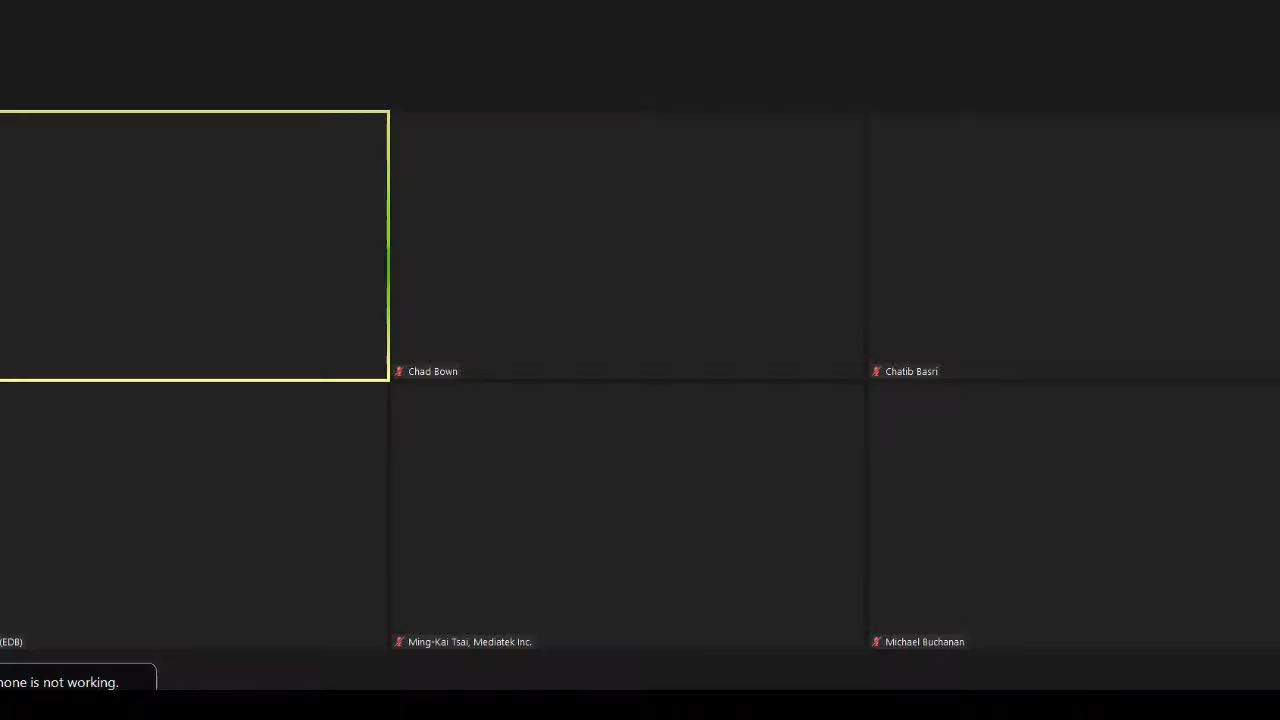 Chad Bown
Chatib Basri
(EDB)
Ming-Kai Tsai, Mediatek Inc.
Michael Buchanan
hone is not working.